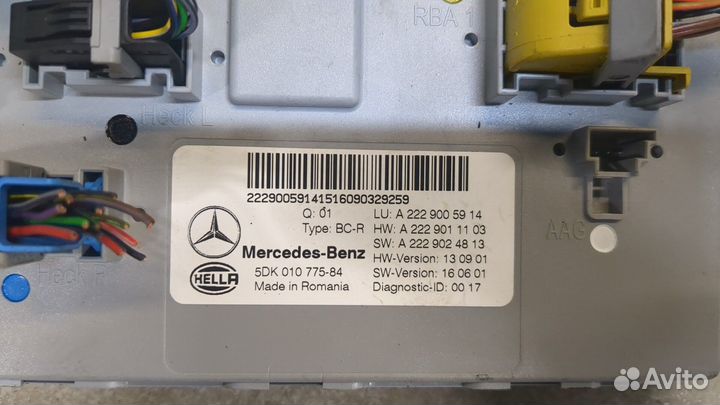 RBA 1
Heck L
2229005914151609032925​9
Q: 01
LU: A 222 900 59 14
Type: BC-R
HW: A 222 901 11 03
SW: A 222 902 48 13
Mercedes-Benz
HW-Version: 13 09 01
HELLA
5DK 010 775-84
SW-Version: 16 06 01
Made in Romania
Diagnostic-ID: 00 17
Heck R
AAG
Avito